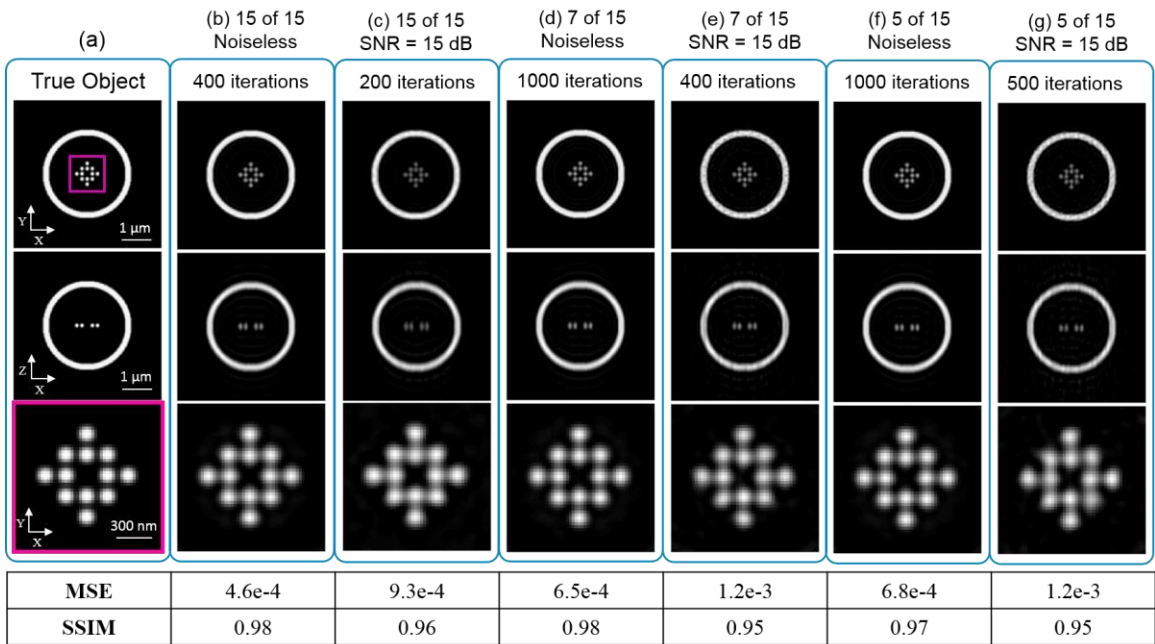 (a)
(b) 15 of 15
Noiseless
(c) 15 of 15
SNR = 15 dB
(d) 7 of 15
Noiseless
(e) 7 of 15
SNR = 15 dB
(f) 5 of 15
Noiseless
(g) 5 of 15
SNR = 15 dB
True Object
400 iterations
200 iterations
1000 iterations
400 iterations
1000 iterations
500 iterations
Y
X
1 µm
Z
X
1 µm
Y
X
300 nm
MSE 4.6e-4 9.3e-4 6.5e-4 1.2e-3 6.8e-4 1.2e-3
SSIM 0.98 0.96 0.98 0.95 0.97 0.95